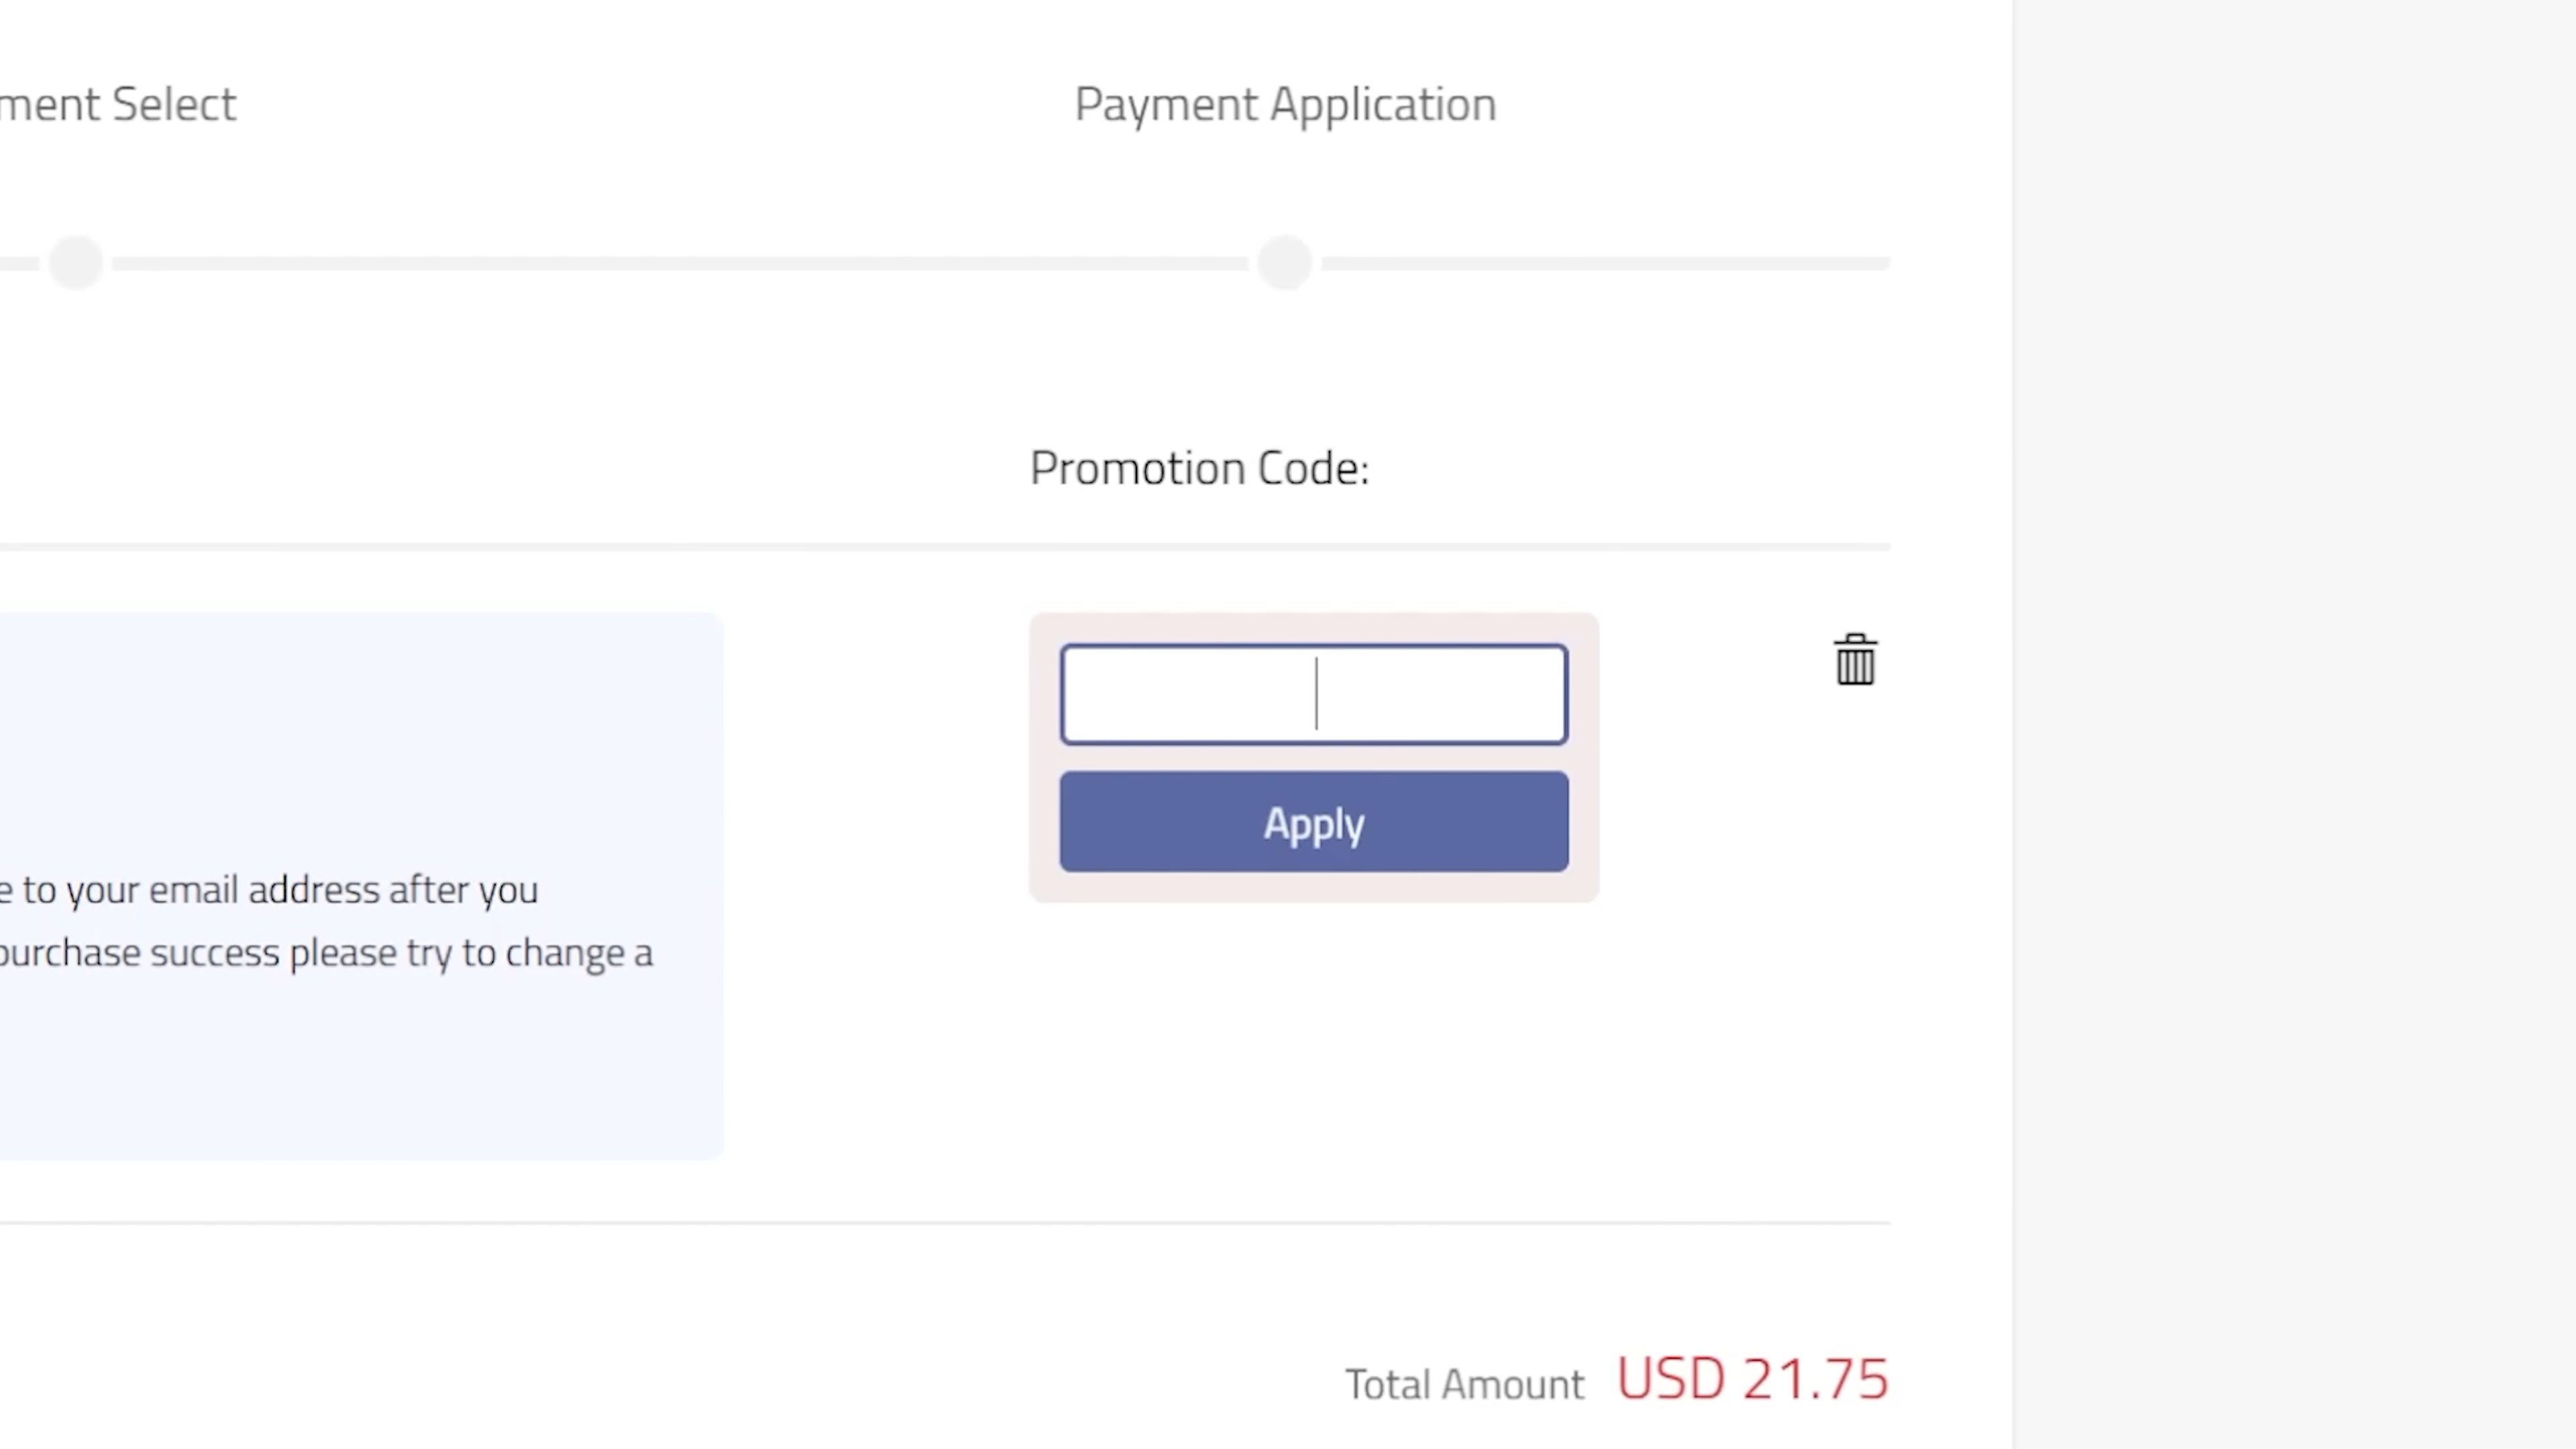 ment Select
Payment Application
Promotion Code:
Apply
e to your email address after you
purchase success please try to change a
Total Amount USD 21.75